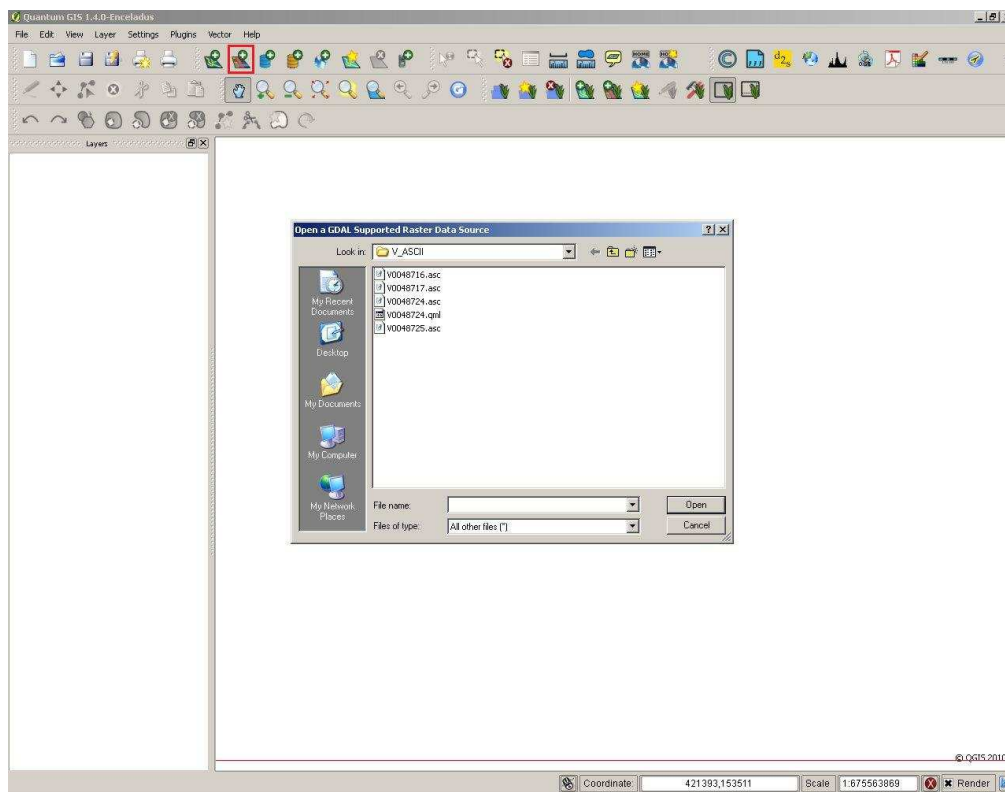 Quantum GIS 1.4.0-Enceladus
File Edit View Layer Settings Plugins Vector Help
Layers
Open a GDAL Supported Raster Data Source
Look in: V_ASCII
V0048716.asc
V0048717.asc
V0048724.asc
V0048724.qml
V0048725.asc
My Recent
Documents
Desktop
My Documents
My Computer
My Network
Places
File name:
Open
Files of type: All other files (*)
Cancel
© QGIS 2010
Coordinate: 421393,153511 Scale 1:675563869 Render